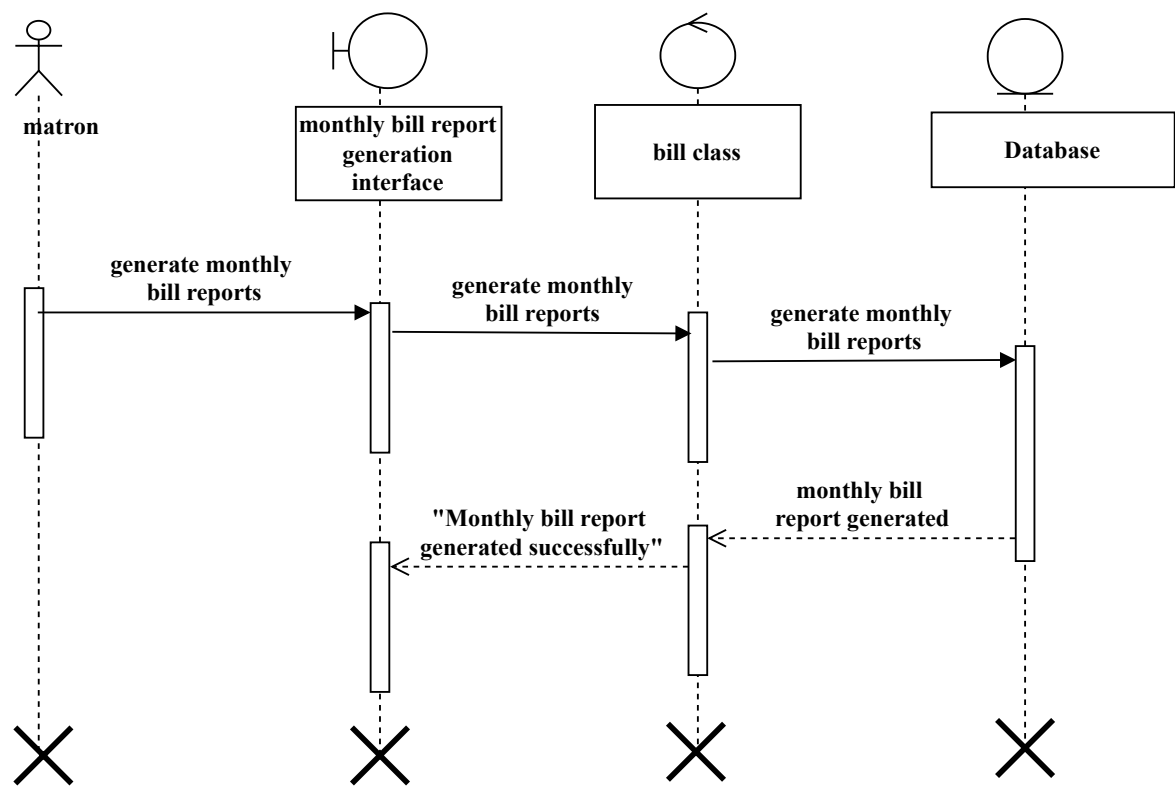 matron
monthly bill report
generation
interface
bill class
Database
generate monthly
bill reports
generate monthly
bill reports
generate monthly
bill reports
monthly bill
report generated
"Monthly bill report
generated successfully"